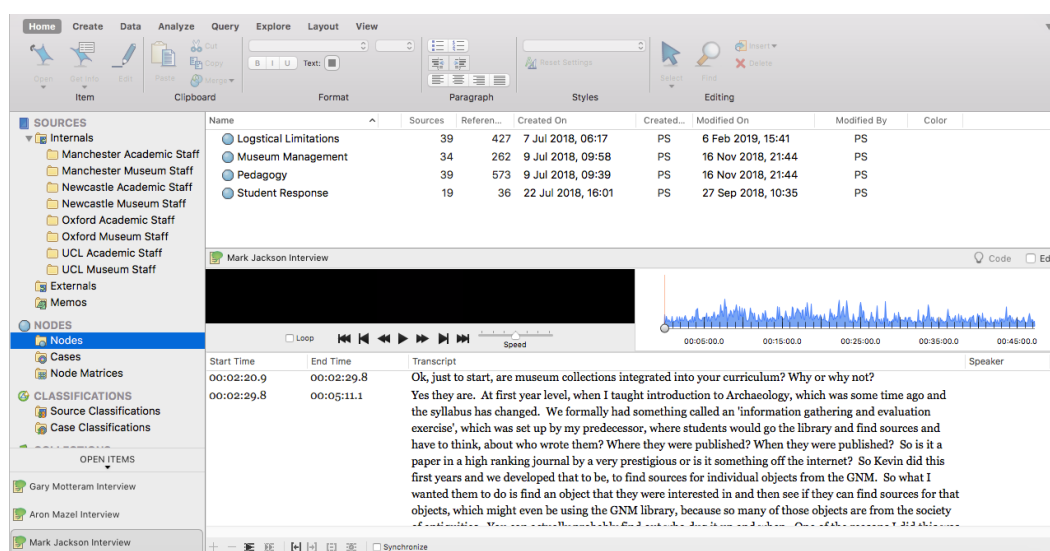 Home Create Data Analyze Query Explore Layout View
Cut
Copy
Merge
Open Get Info Edit Paste
B I U Text:
Reset Settings
Select Find
Insert
Delete
Item Clipboard Format Paragraph Styles Editing
SOURCES
Internals
Manchester Academic Staff
Manchester Museum Staff
Newcastle Academic Staff
Newcastle Museum Staff
Oxford Academic Staff
Oxford Museum Staff
UCL Academic Staff
UCL Museum Staff
Externals
Memos
NODES
Nodes
Cases
Node Matrices
CLASSIFICATIONS
Source Classifications
Case Classifications
OPEN ITEMS
Gary Motteram Interview
Aron Mazel Interview
Mark Jackson Interview
Name Sources Referen... Created On Created... Modified On Modified By Color
Logstical Limitations 39 427 7 Jul 2018, 06:17 PS 6 Feb 2019, 15:41 PS
Museum Management 34 262 9 Jul 2018, 09:58 PS 16 Nov 2018, 21:44 PS
Pedagogy 39 573 9 Jul 2018, 09:39 PS 16 Nov 2018, 21:44 PS
Student Response 19 36 22 Jul 2018, 16:01 PS 27 Sep 2018, 10:35 PS
Mark Jackson Interview Code Ed
Loop Speed
00:05:00.0 00:15:00.0 00:25:00.0 00:35:00.0 00:45:00.0
Start Time End Time Transcript Speaker
00:02:20.9 00:02:29.8 Ok, just to start, are museum collections integrated into your curriculum? Why or why not?
00:02:29.8 00:05:11.1 Yes they are. At first year level, when I taught introduction to Archaeology, which was some time ago and
the syllabus has changed. We formally had something called an 'information gathering and evaluation
exercise', which was set up by my predecessor, where students would go the library and find sources and
have to think, about who wrote them? Where they were published? When they were published? So is it a
paper in a high ranking journal by a very prestigious or is it something off the internet? So Kevin did this
first years and we developed that to be, to find sources for individual objects from the GNM. So what I
wanted them to do is find an object that they were interested in and then see if they can find sources for that
objects, which might even be using the GNM library, because so many of those objects are from the society
Synchronize